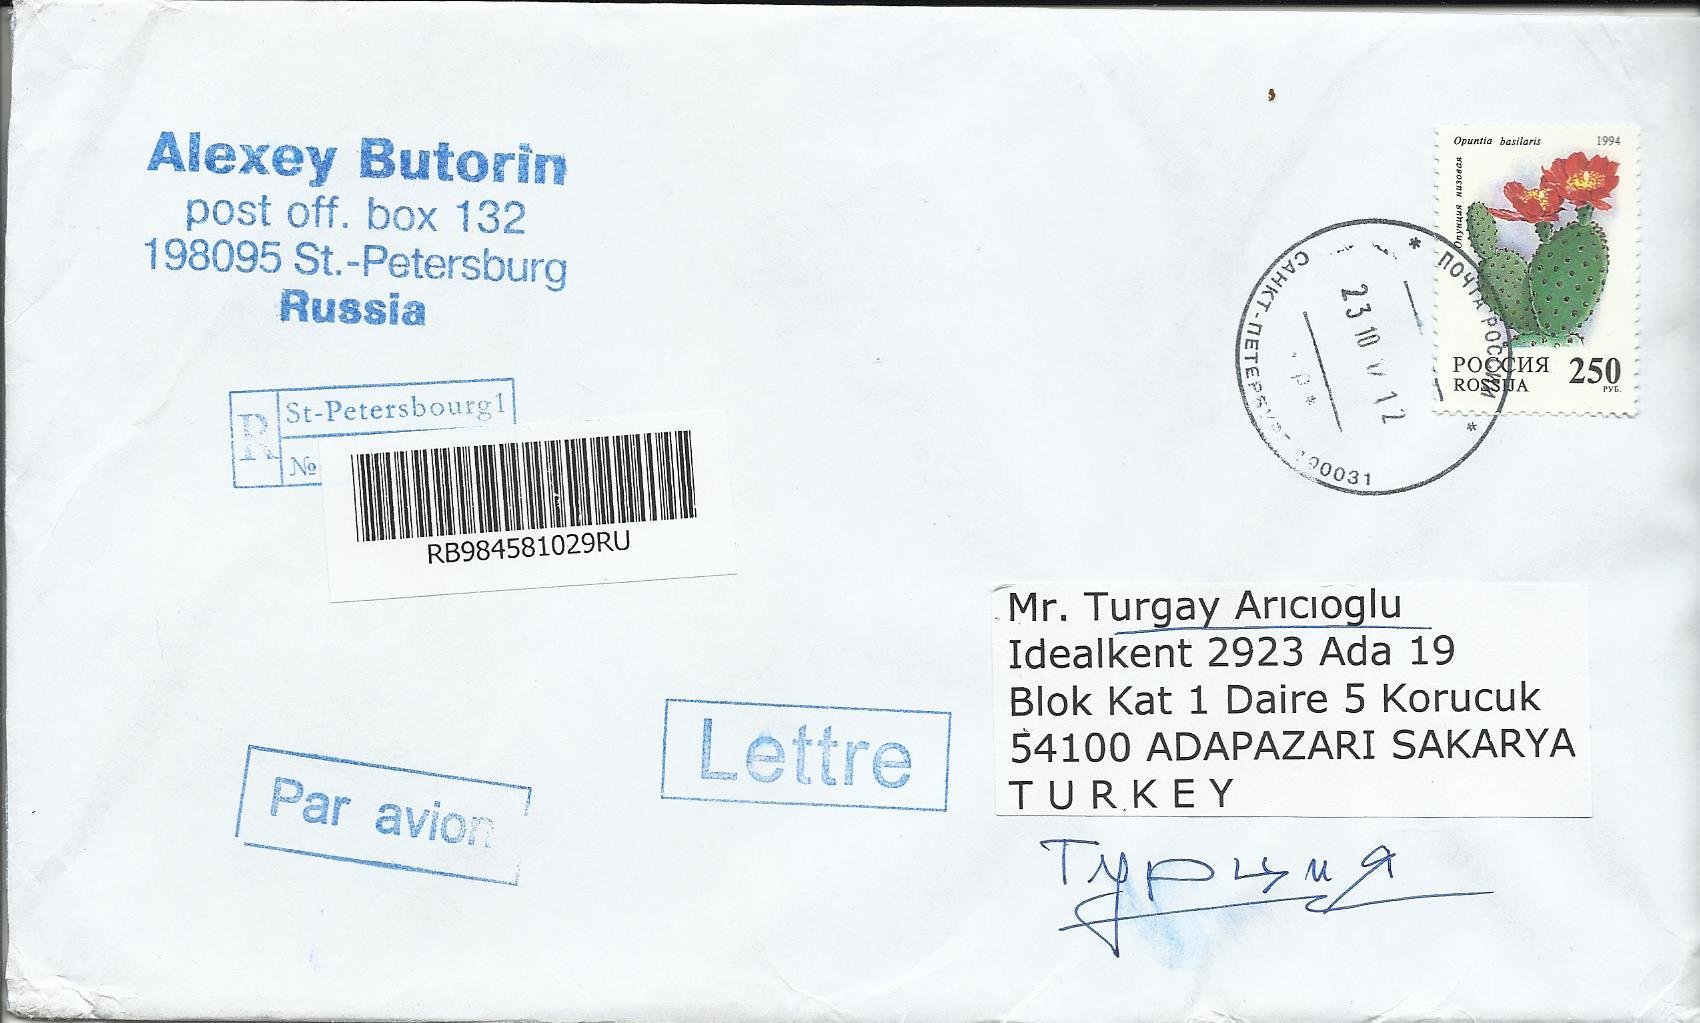 Alexey Butorin
post off. box 132
198095 St.-Petersburg
Russia
Opuntia basilaris 1994
Опунция низовая
РОССИЯ 250
ROSSIJA РУБ.
* ПОЧТА РОССИИ *
САНКТ-ПЕТЕРБУРГ 190031
23 10 12
R St-Petersbourg1
№
RB984581029RU
Mr. Turgay Arıcıoglu
Idealkent 2923 Ada 19
Blok Kat 1 Daire 5 Korucuk
54100 ADAPAZARI SAKARYA
TURKEY
Lettre
Par avion
Турция